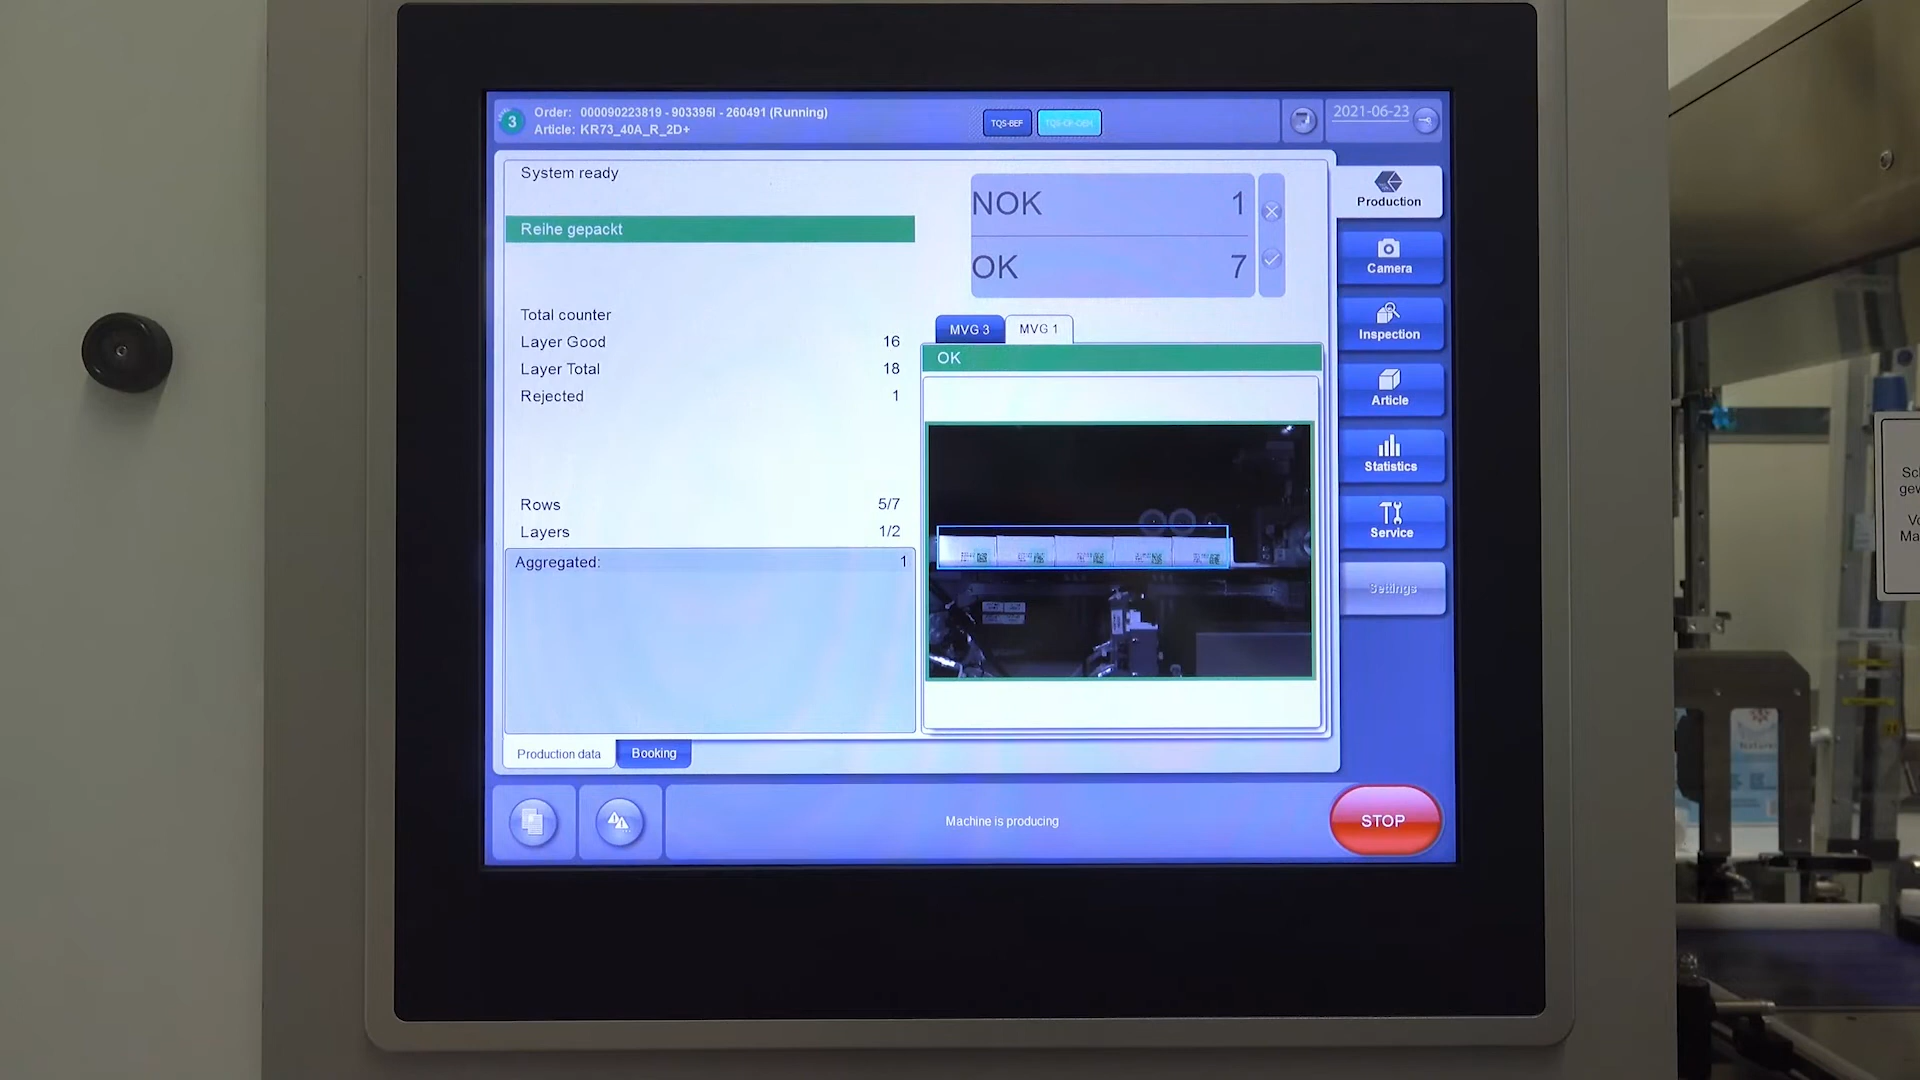 3
Order: 000090223819 - 903395I - 260491 (Running)
Article: KR73_40A_R_2D+
TQS-BEF
2021-06-23
System ready
Reihe gepackt
NOK 1
OK 7
Total counter
Layer Good 16
Layer Total 18
Rejected 1
Rows 5/7
Layers 1/2
Aggregated: 1
MVG 3
MVG 1
OK
Production data
Booking
Production
Camera
Inspection
Article
Statistics
Service
Settings
Machine is producing
STOP